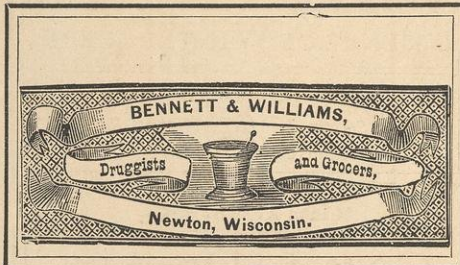 BENNETT & WILLIAMS,
Druggists and Grocers,
Newton, Wisconsin.